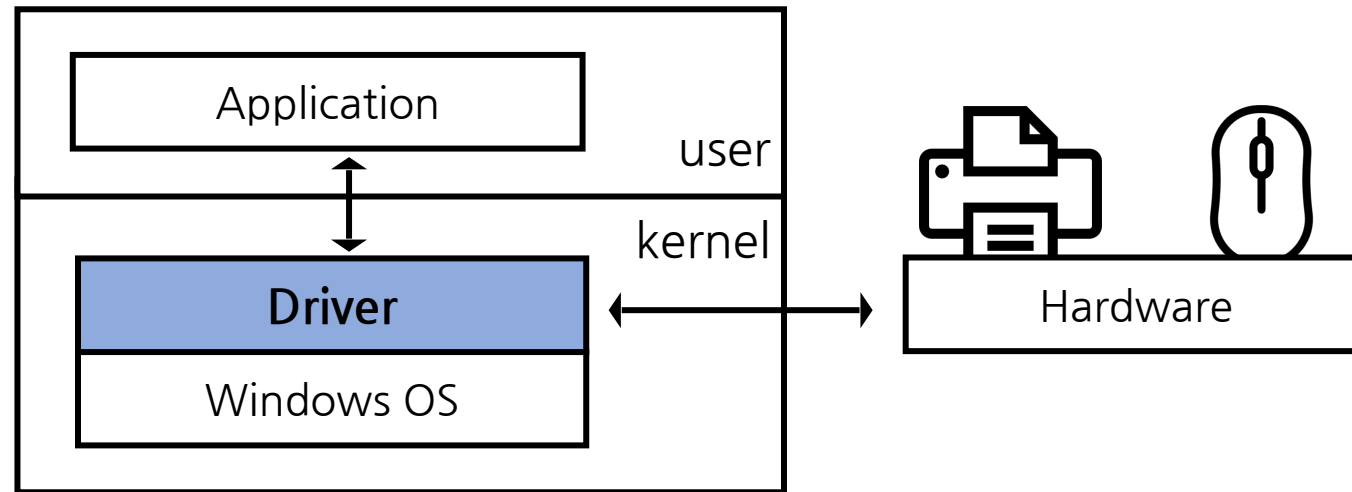 Application
user
kernel
Driver
Windows OS
Hardware